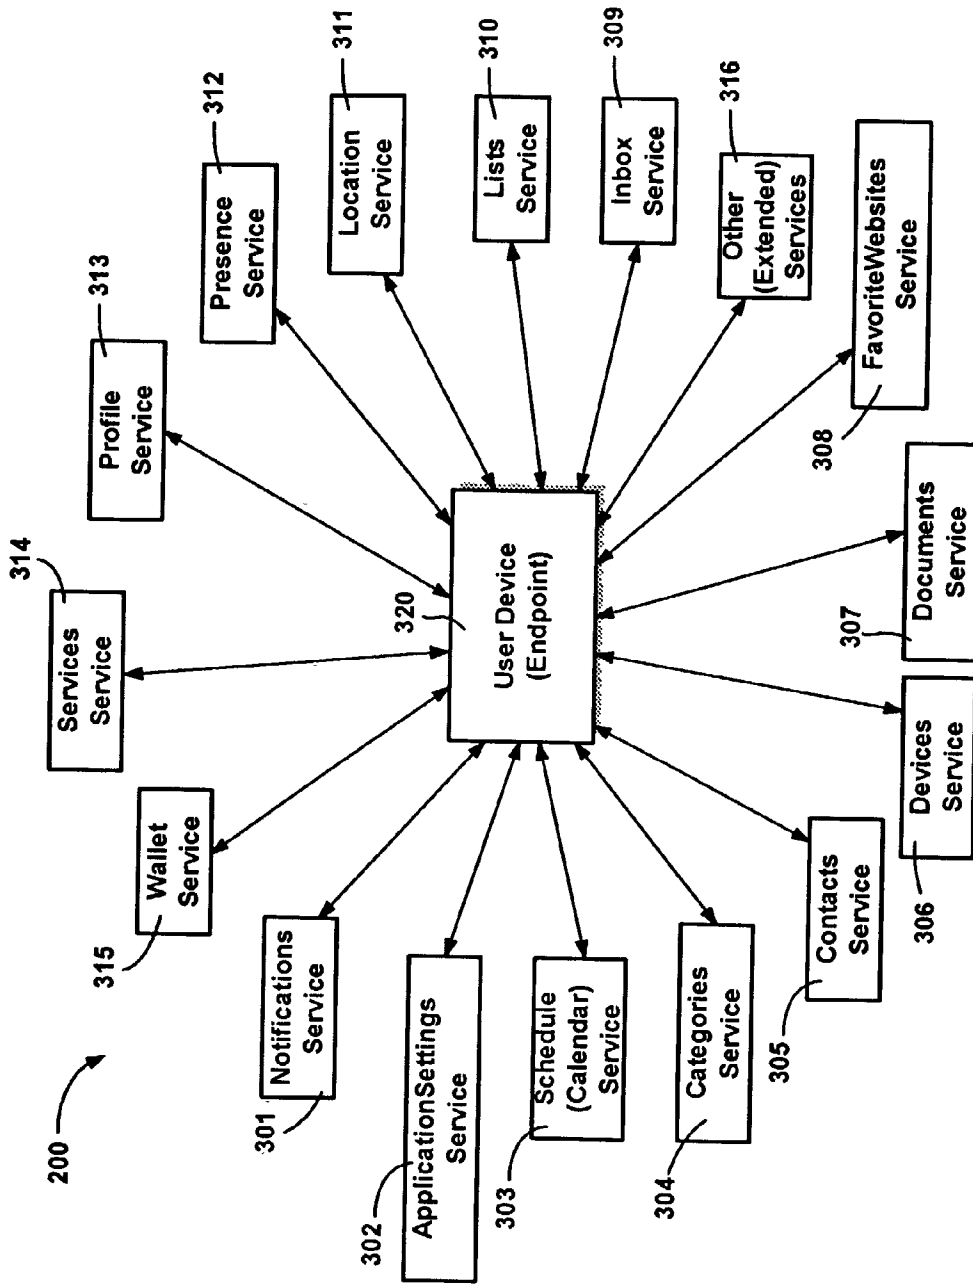 200
314
Services
Service
313
Profile
Service
312
Presence
Service
311
Location
Service
310
Lists
Service
309
Inbox
Service
316
Other
(Extended)
Services
308
FavoriteWebsites
Service
307
Documents
Service
306
Devices
Service
305
Contacts
Service
304
Categories
Service
303
Schedule
(Calendar)
Service
302
ApplicationSettings
Service
301
Notifications
Service
315
Wallet
Service
320
User Device
(Endpoint)